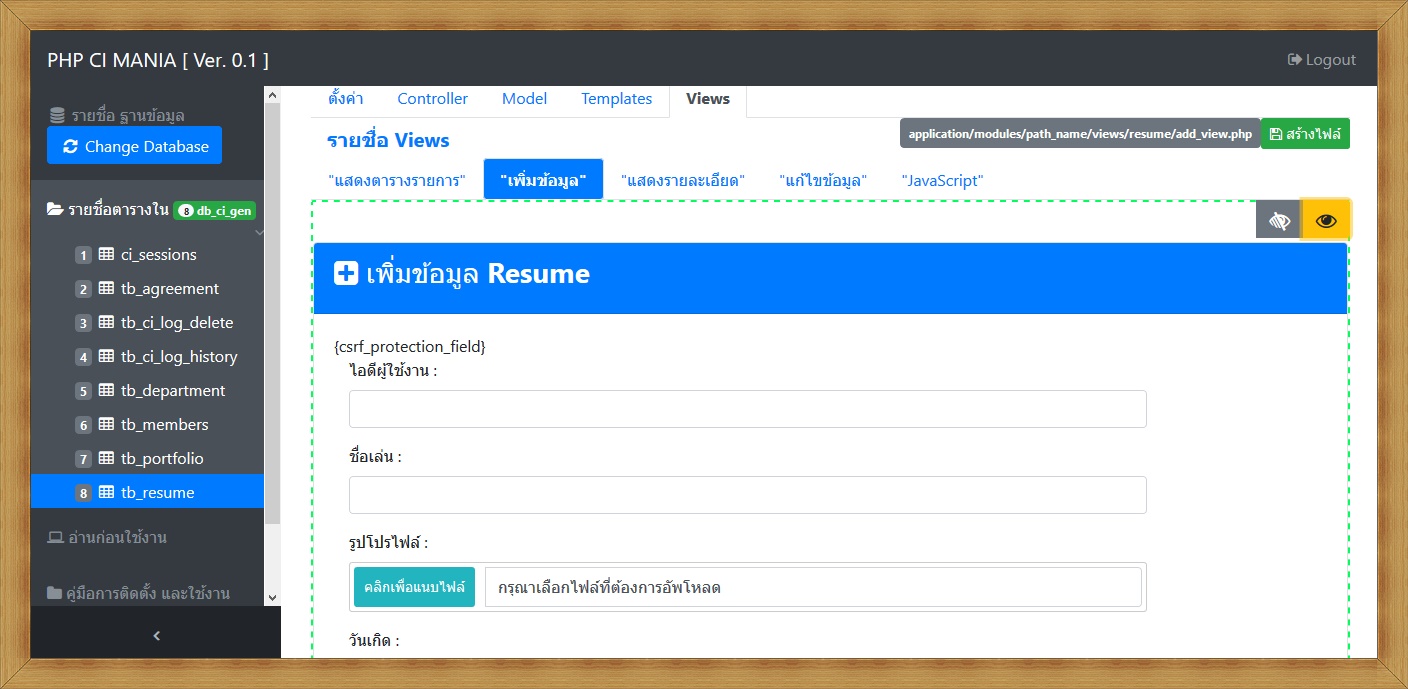 PHP CI MANIA [ Ver. 0.1 ]
Logout
รายชื่อ ฐานข้อมูล
Change Database
รายชื่อตารางใน 8 db_ci_gen
1 ci_sessions
2 tb_agreement
3 tb_ci_log_delete
4 tb_ci_log_history
5 tb_department
6 tb_members
7 tb_portfolio
8 tb_resume
อ่านก่อนใช้งาน
คู่มือการติดตั้ง และใช้งาน
ตั้งค่า Controller Model Templates Views
รายชื่อ Views
application/modules/path_name/views/resume/add_view.php สร้างไฟล์
"แสดงตารางรายการ" "เพิ่มข้อมูล" "แสดงรายละเอียด" "แก้ไขข้อมูล" "JavaScript"
เพิ่มข้อมูล Resume
{csrf_protection_field}
ไอดีผู้ใช้งาน :
ชื่อเล่น :
รูปโปรไฟล์ :
คลิกเพื่อแนบไฟล์ กรุณาเลือกไฟล์ที่ต้องการอัพโหลด
วันเกิด :